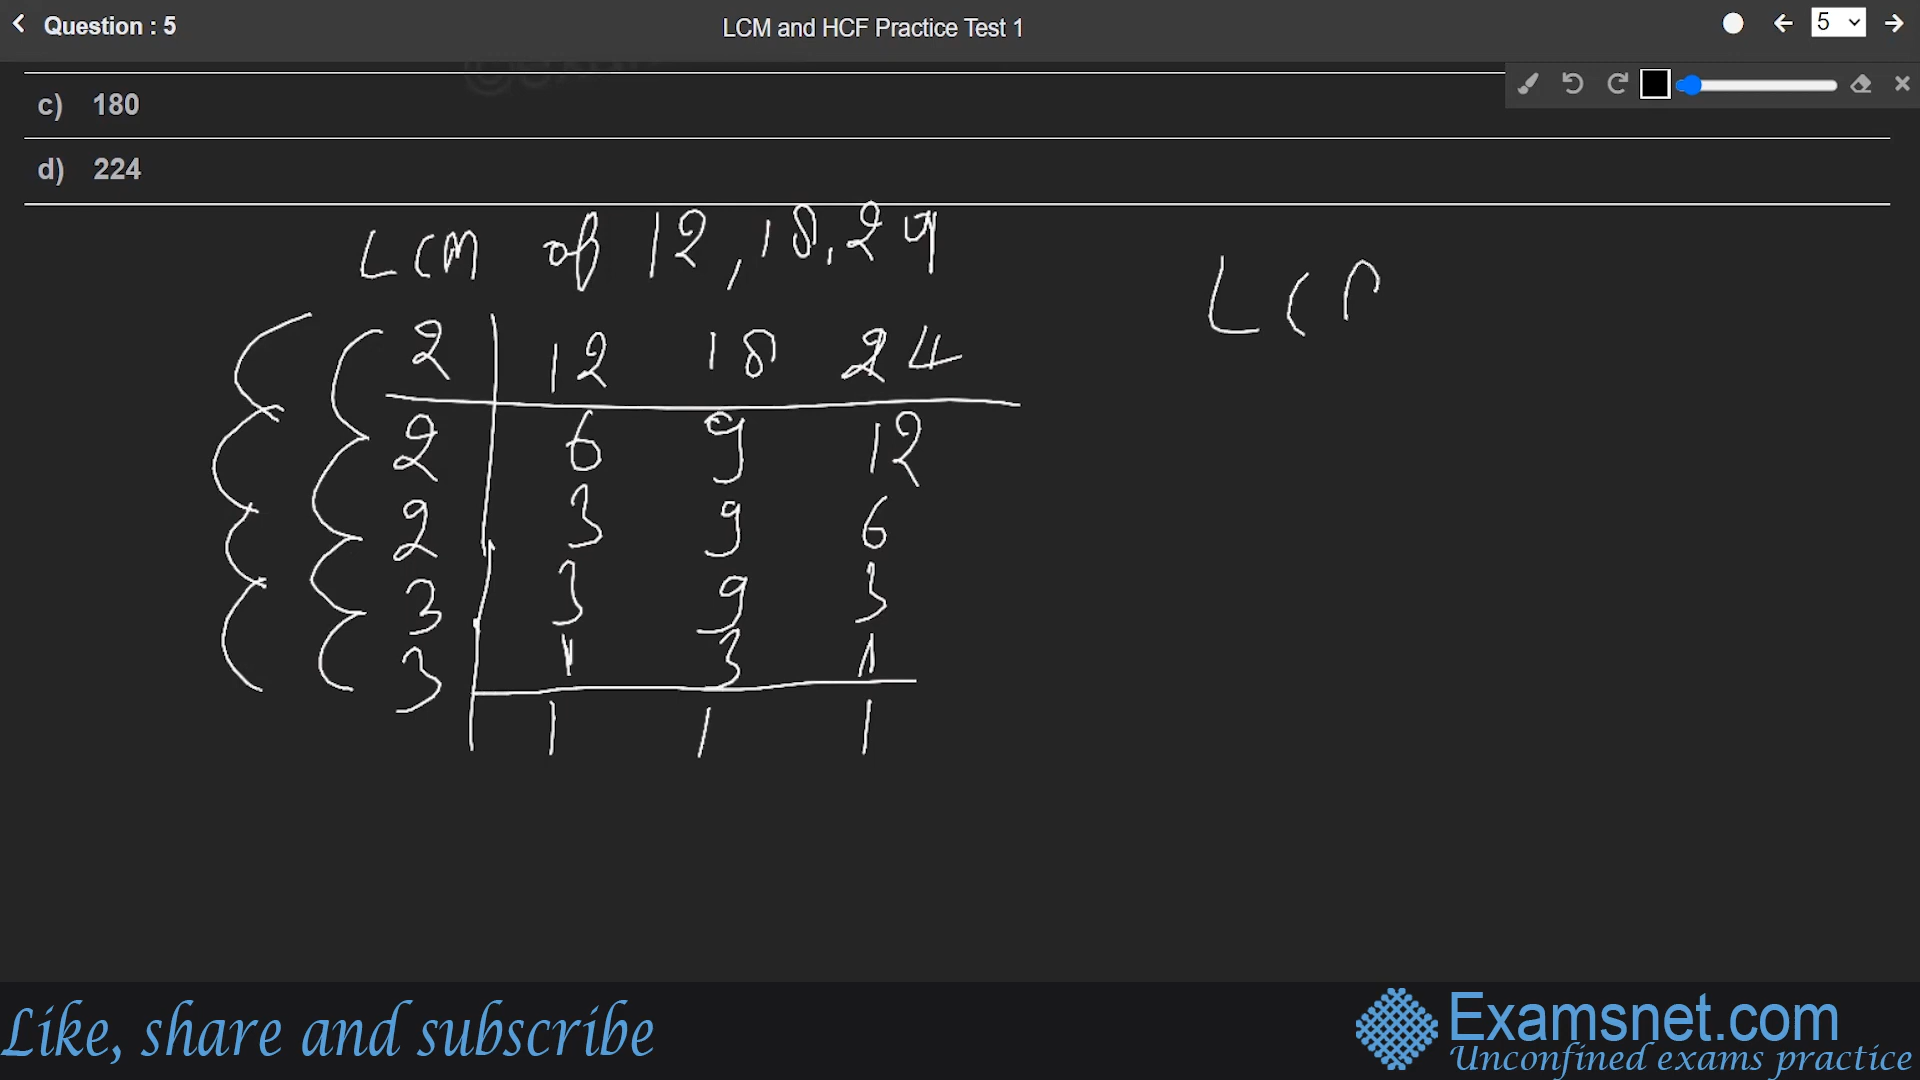 Question : 5
LCM and HCF Practice Test 1
5
c) 180
d) 224
LCM of 12, 18, 24
LC
2 12 18 24
2 6 9 12
2 3 9 6
3 3 9 3
3 1 3 1
1 1 1
Like, share and subscribe
Examsnet.com
Unconfined exams practice